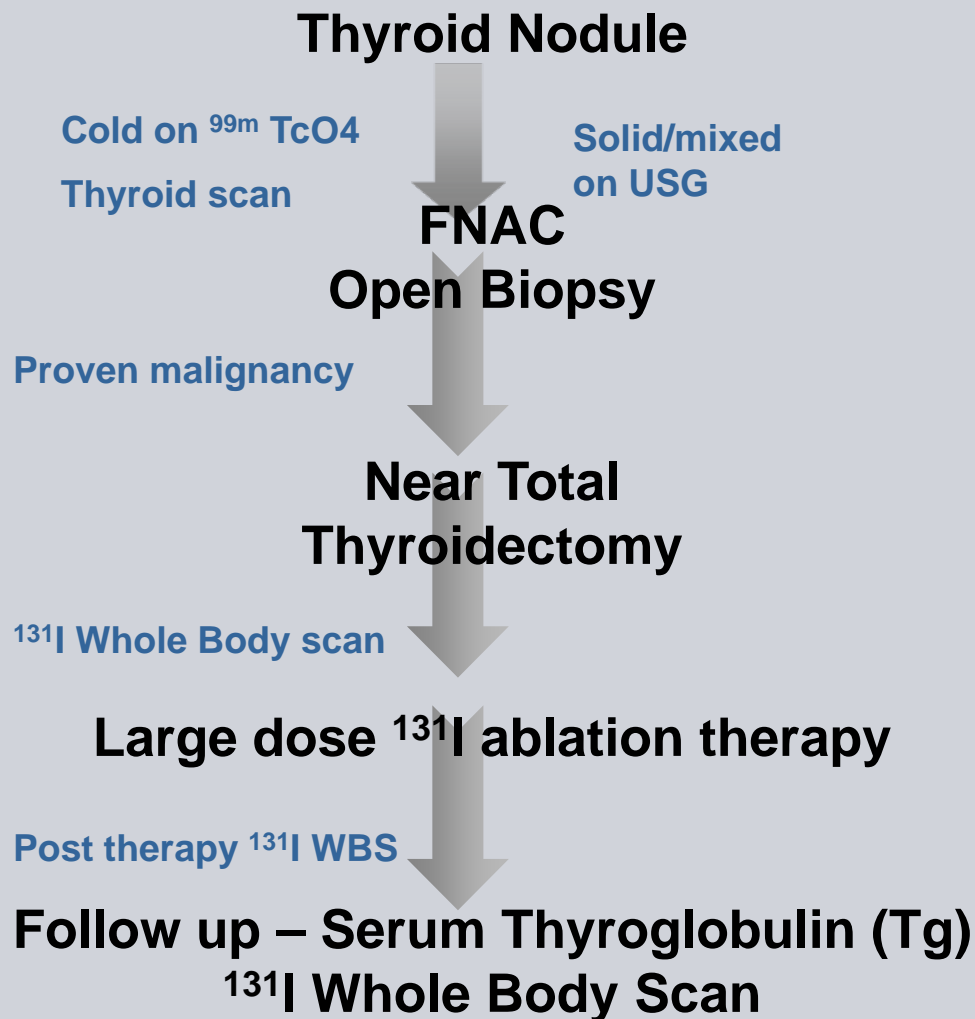 Thyroid Nodule
Cold on ⁹⁹ᵐ TcO4
Thyroid scan
Solid/mixed
on USG
FNAC
Open Biopsy
Proven malignancy
Near Total
Thyroidectomy
¹³¹I Whole Body scan
Large dose ¹³¹I ablation therapy
Post therapy ¹³¹I WBS
Follow up – Serum Thyroglobulin (Tg)
¹³¹I Whole Body Scan